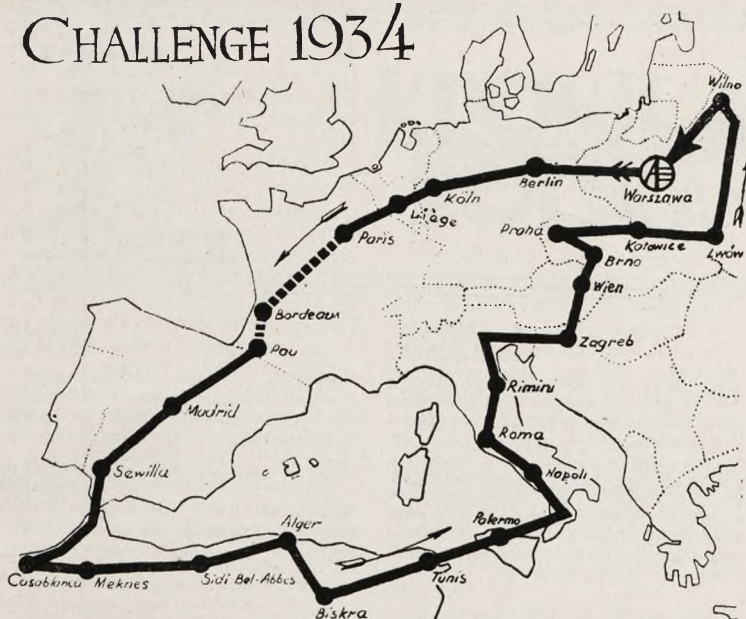 CHALLENGE 1934
Wilno
Warszawa
Berlin
Köln
Liège
Paris
Praha
Katowice
Lwów
Brno
Wien
Bordeaux
Pau
Zagreb
Rimini
Madrid
Roma
Sewilla
Napoli
Palermo
Alger
Casablanca
Meknes
Sidi Bel-Abbes
Tunis
Biskra